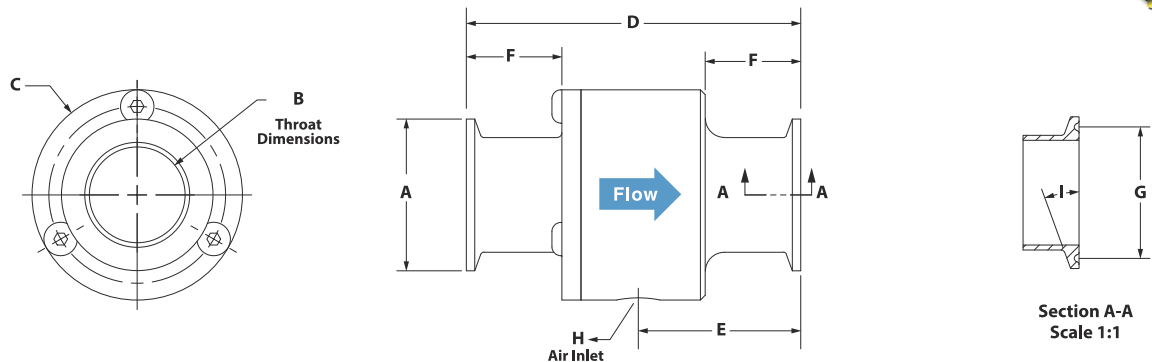 D
F
F
C
B
Throat
Dimensions
A
Flow
A
A
I
G
H
Air Inlet
E
Section A-A
Scale 1:1